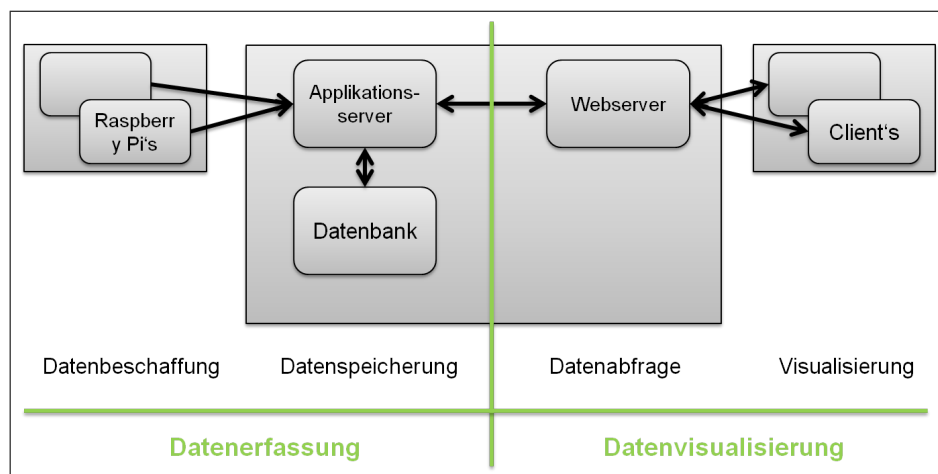 Raspberr
y Pi‘s
Applikations-
server
Datenbank
Webserver
Client‘s
Datenbeschaffung
Datenspeicherung
Datenabfrage
Visualisierung
Datenerfassung
Datenvisualisierung